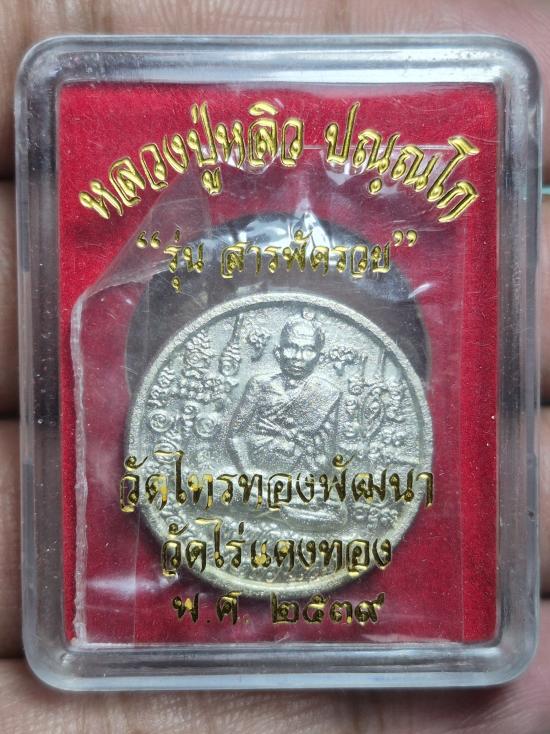 หลวงปู่หลิว ปณฺณโก
“รุ่น สารพัดรวย”
วัดไทรทองพัฒนา
วัดไร่แตงทอง
พ.ศ. ๒๕๓๙